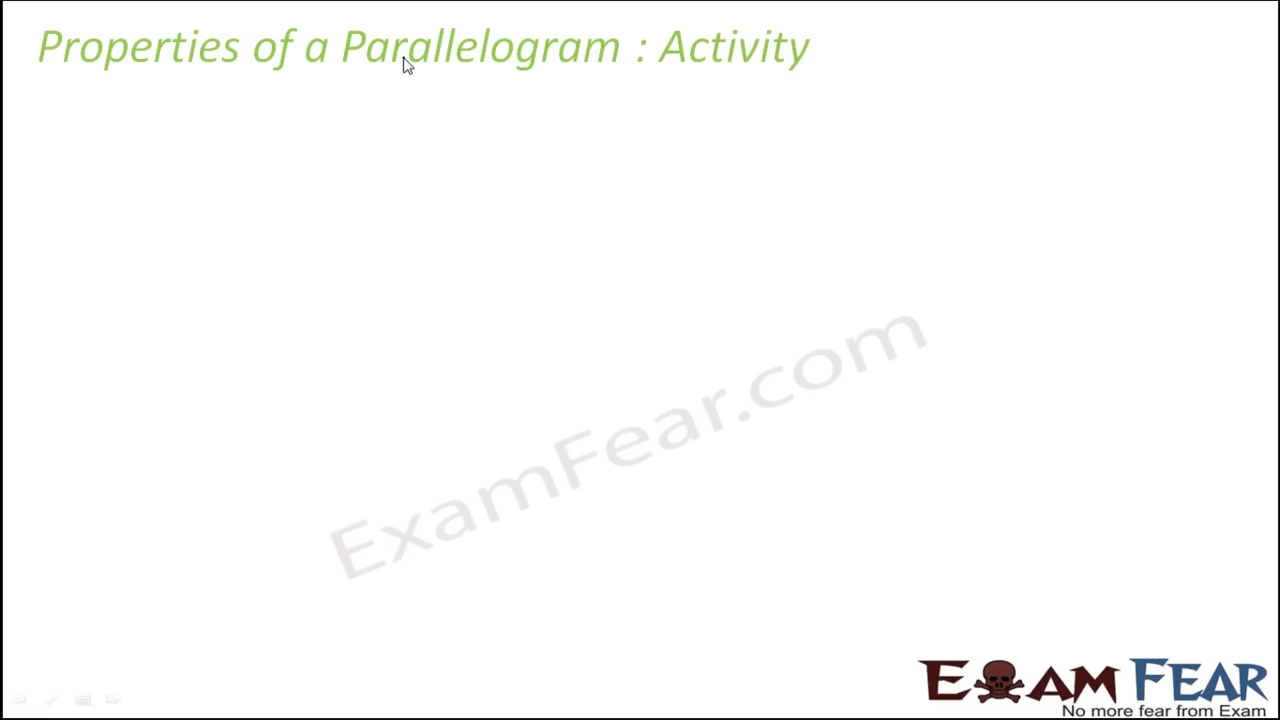 Properties of a Parallelogram : Activity
ExamFear.com
EXAM FEAR
No more fear from Exam